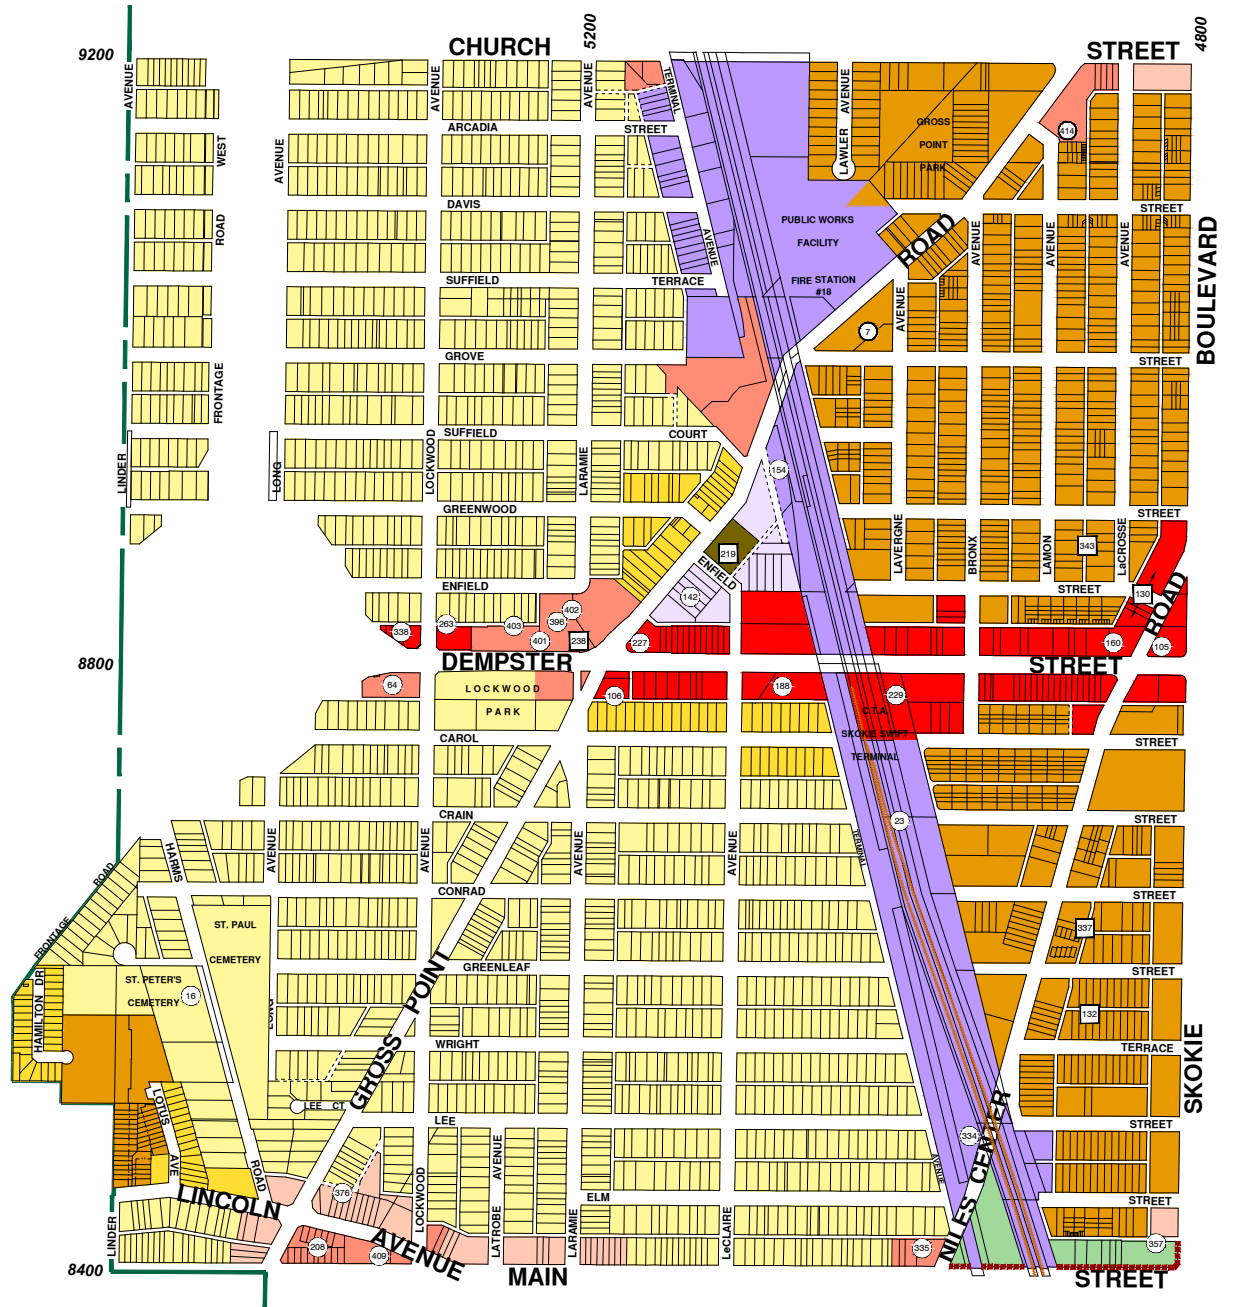 5200
4800
9200
CHURCH
STREET
AVENUE
AVENUE
AVENUE
TERMINAL
LAWLER AVENUE
GROSS
POINT
PARK
414
ARCADIA
STREET
WEST
AVENUE
DAVIS
STREET
PUBLIC WORKS
FACILITY
ROAD
ROAD
AVENUE
AVENUE
AVENUE
AVENUE
BOULEVARD
SUFFIELD
TERRACE
FIRE STATION
#18
AVENUE
7
GROVE
STREET
FRONTAGE
SUFFIELD
COURT
LINDER
LONG
LOCKWOOD
LARAMIE
154
GREENWOOD
STREET
LAVERGNE
BRONX
LAMON
343
LaCROSSE
219
ENFIELD
ENFIELD
STREET
142
130
ROAD
402
396
403
263
338
401
238
227
160
105
8800
DEMPSTER
STREET
64
LOCKWOOD
PARK
106
188
229
C.T.A.
SKOKIE SWIFT
TERMINAL
CAROL
STREET
CRAIN
STREET
23
HARMS
AVENUE
AVENUE
AVENUE
AVENUE
TERMINAL
ROAD
FRONTAGE
CONRAD
STREET
ST. PAUL
CEMETERY
337
GREENLEAF
STREET
ST. PETER'S
CEMETERY
16
HAMILTON DR
LONG
GROSS POINT
132
WRIGHT
TERRACE
SKOKIE
LOTUS
AVE
LEE CT
LEE
STREET
334
NILES CENTER
AVENUE
ROAD
LOCKWOOD
AVENUE
LATROBE
376
LINCOLN
AVENUE
ELM
STREET
LINDER
LARAMIE
LeCLAIRE
208
409
335
357
8400
MAIN
STREET